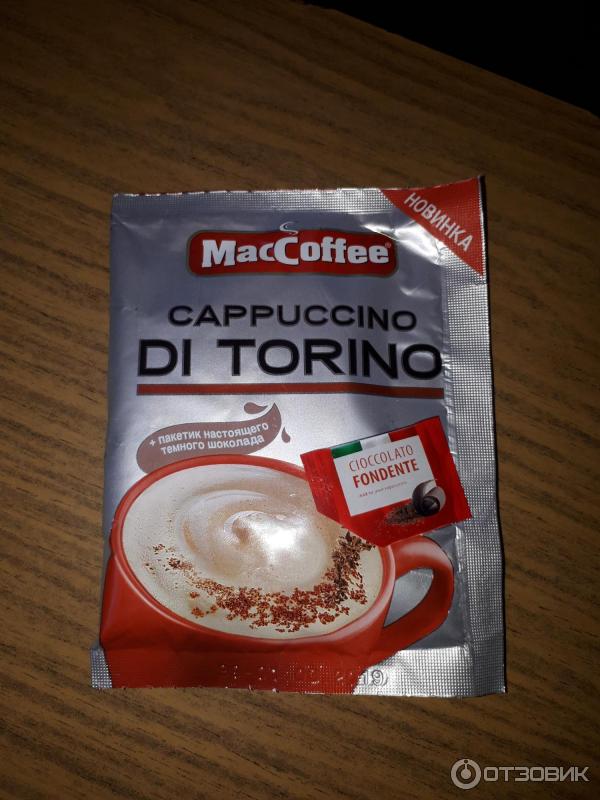 НОВИНКА
MacCoffee®
CAPPUCCINO
DI TORINO
+ пакетик настоящего
темного шоколада
CIOCCOLATO
FONDENTE
ОТЗОВИК